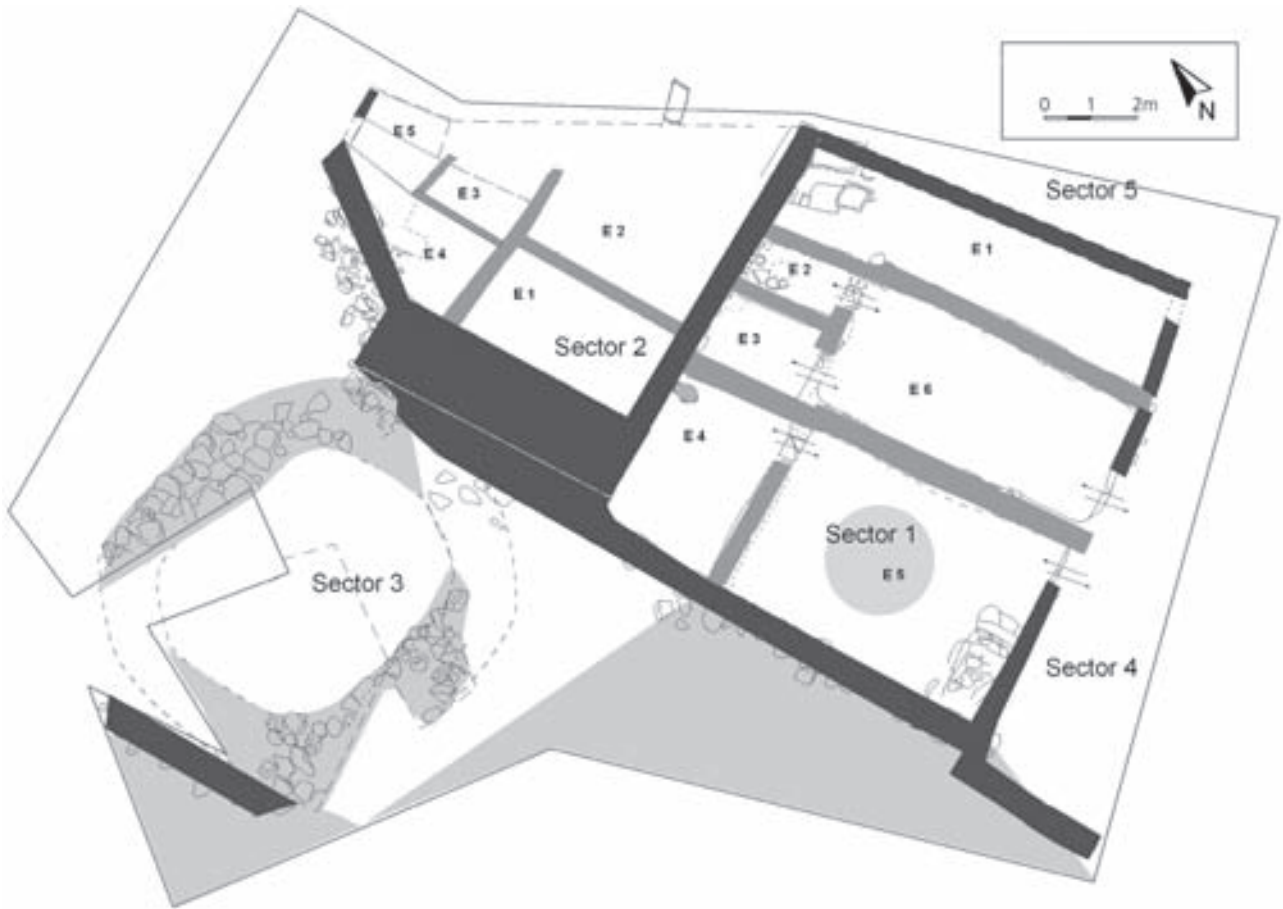 0 1 2m
N
Sector 5
E 5
E 3
E 2
E 4
E 1
Sector 2
E 1
E 2
E 3
E 6
E 4
Sector 1
E 5
Sector 3
Sector 4